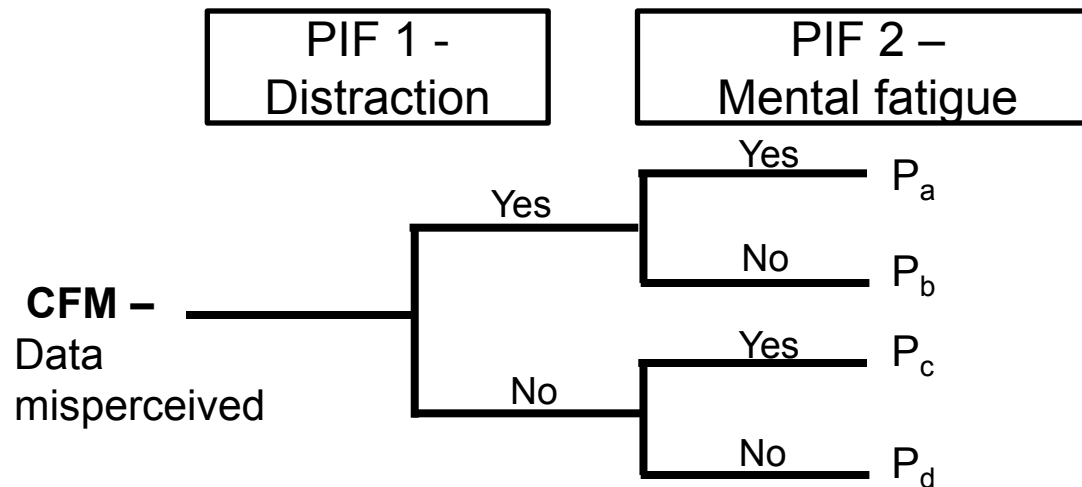 PIF 1 -
Distraction
PIF 2 –
Mental fatigue
Yes
Pa
Yes
No
Pb
CFM –
Data
misperceived
Yes
Pc
No
No
Pd